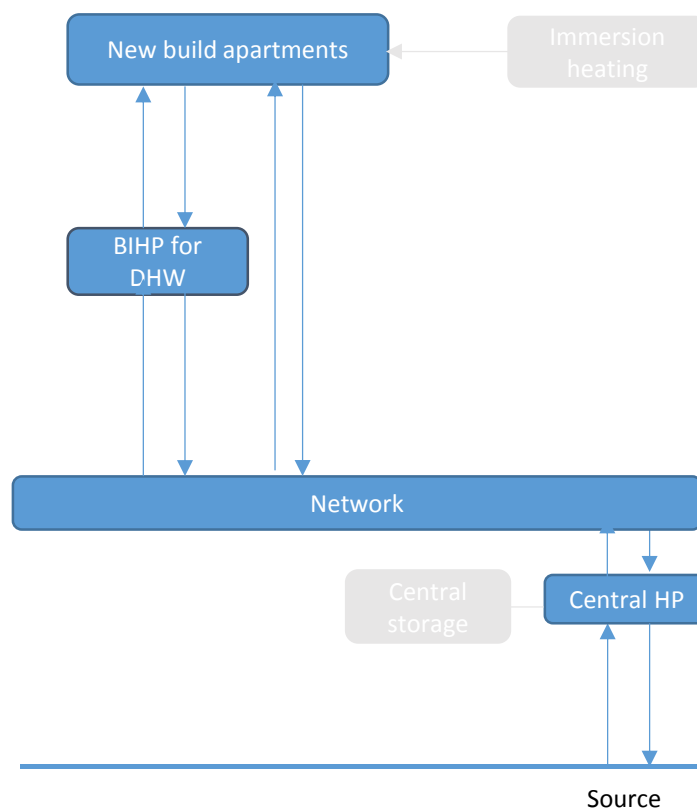 New build apartments
Immersion
heating
BIHP for
DHW
Network
Central
storage
Central HP
Source